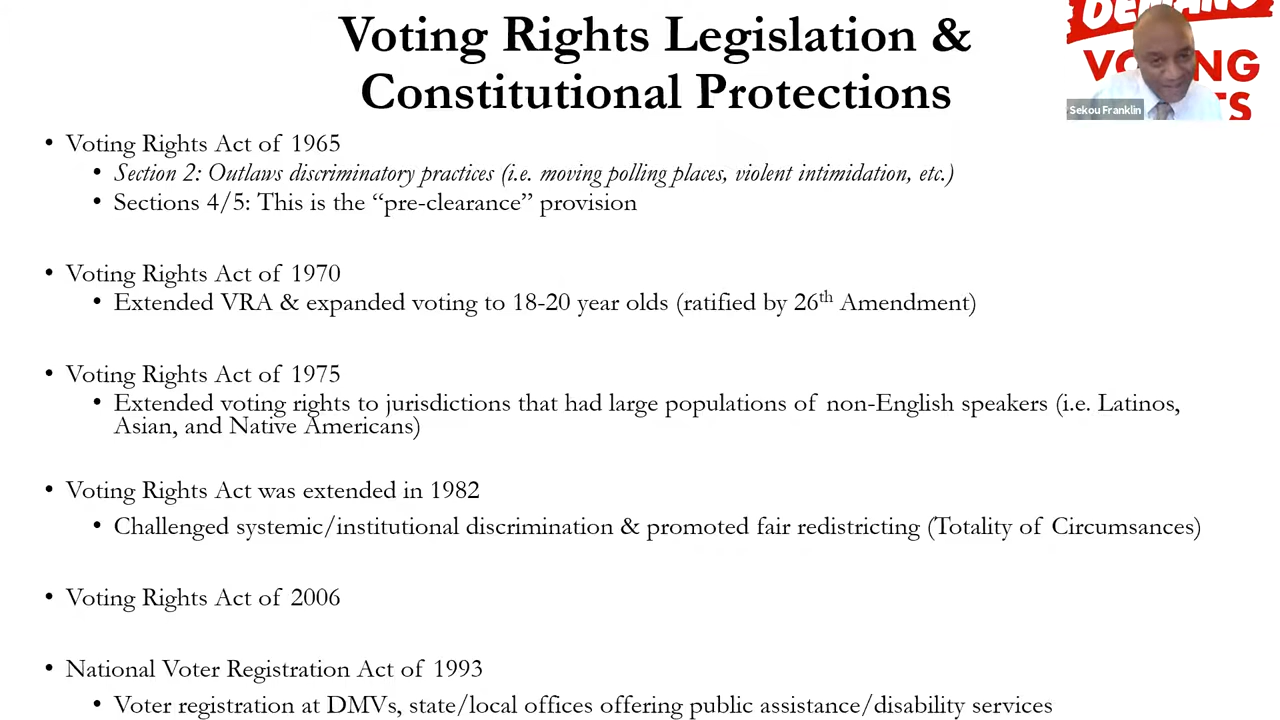 Voting Rights Legislation &
Constitutional Protections
DEMAND
VOTING
Sekou Franklin
• Voting Rights Act of 1965
• Section 2: Outlaws discriminatory practices (i.e. moving polling places, violent intimidation, etc.)
• Sections 4/5: This is the “pre-clearance” provision
• Voting Rights Act of 1970
• Extended VRA & expanded voting to 18-20 year olds (ratified by 26th Amendment)
• Voting Rights Act of 1975
• Extended voting rights to jurisdictions that had large populations of non-English speakers (i.e. Latinos,
Asian, and Native Americans)
• Voting Rights Act was extended in 1982
• Challenged systemic/institutional discrimination & promoted fair redistricting (Totality of Circumsances)
• Voting Rights Act of 2006
• National Voter Registration Act of 1993
• Voter registration at DMVs, state/local offices offering public assistance/disability services